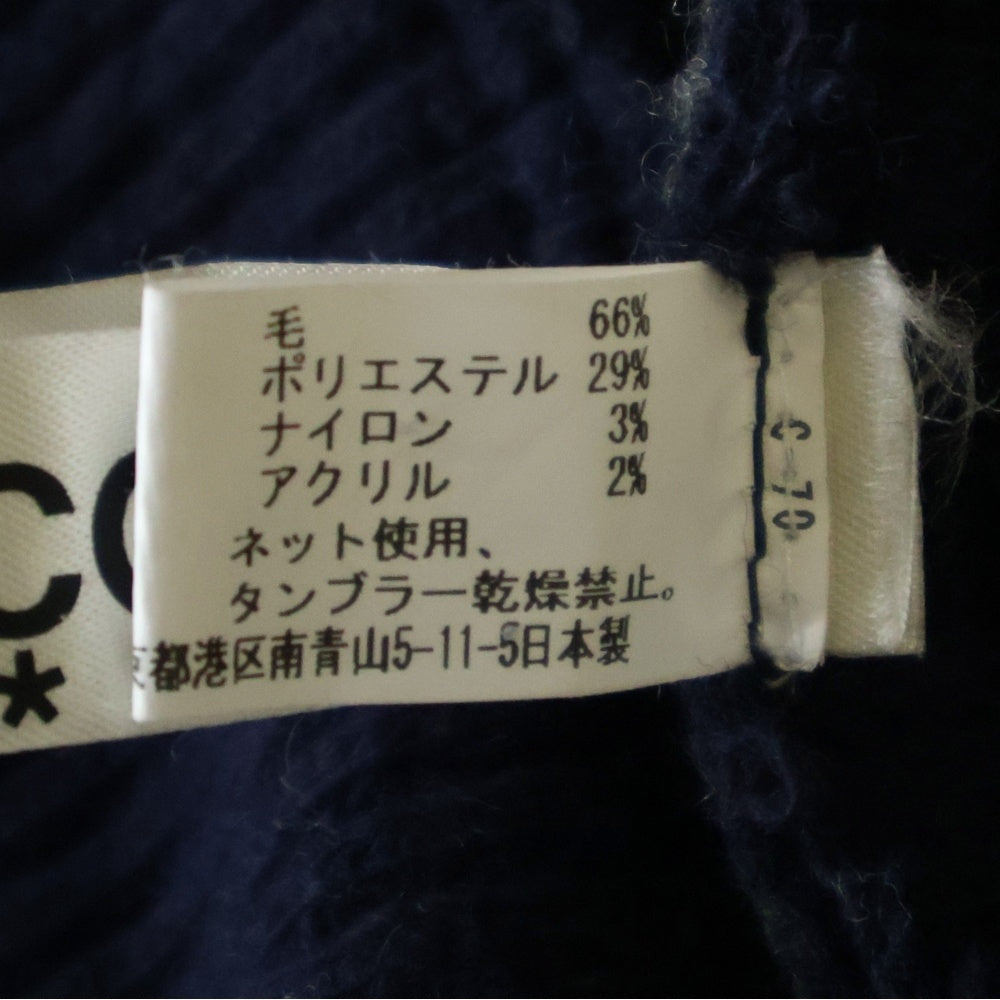 毛 66%
ポリエステル 29%
ナイロン 3%
アクリル 2%
ネット使用、
タンブラー乾燥禁止。
都港区南青山5-11-5日本製
*